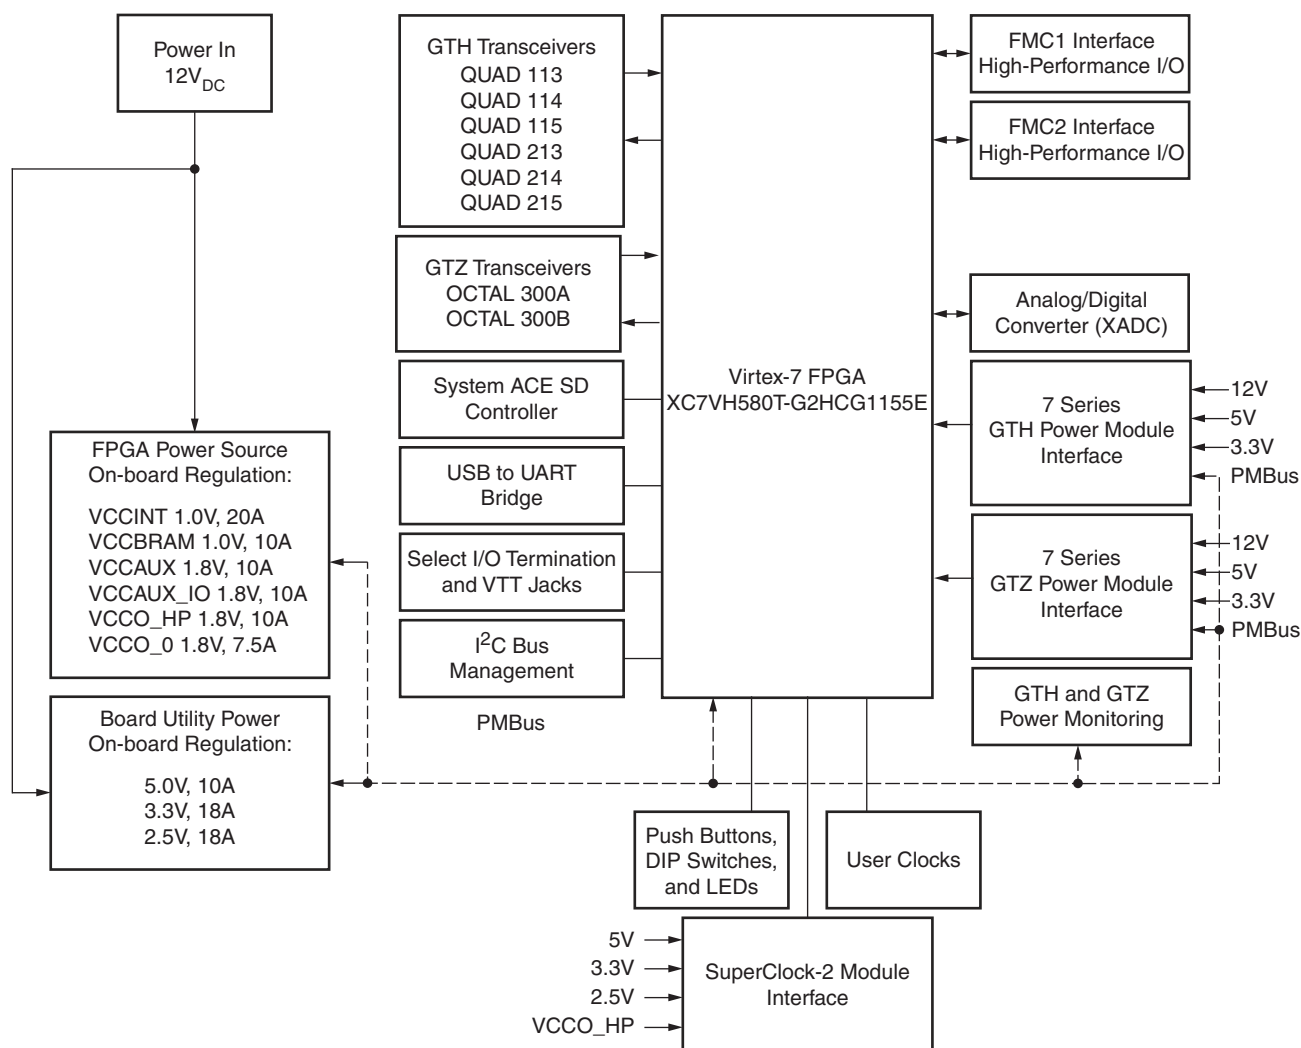 Power In
12VDC
GTH Transceivers
QUAD 113
QUAD 114
QUAD 115
QUAD 213
QUAD 214
QUAD 215
GTZ Transceivers
OCTAL 300A
OCTAL 300B
System ACE SD
Controller
USB to UART
Bridge
Select I/O Termination
and VTT Jacks
I2C Bus
Management
PMBus
FPGA Power Source
On-board Regulation:
VCCINT 1.0V, 20A
VCCBRAM 1.0V, 10A
VCCAUX 1.8V, 10A
VCCAUX_IO 1.8V, 10A
VCCO_HP 1.8V, 10A
VCCO_0 1.8V, 7.5A
Board Utility Power
On-board Regulation:
5.0V, 10A
3.3V, 18A
2.5V, 18A
Virtex-7 FPGA
XC7VH580T-G2HCG1155E
FMC1 Interface
High-Performance I/O
FMC2 Interface
High-Performance I/O
Analog/Digital
Converter (XADC)
7 Series
GTH Power Module
Interface
12V
5V
3.3V
PMBus
7 Series
GTZ Power Module
Interface
12V
5V
3.3V
PMBus
GTH and GTZ
Power Monitoring
Push Buttons,
DIP Switches,
and LEDs
User Clocks
5V
3.3V
2.5V
VCCO_HP
SuperClock-2 Module
Interface